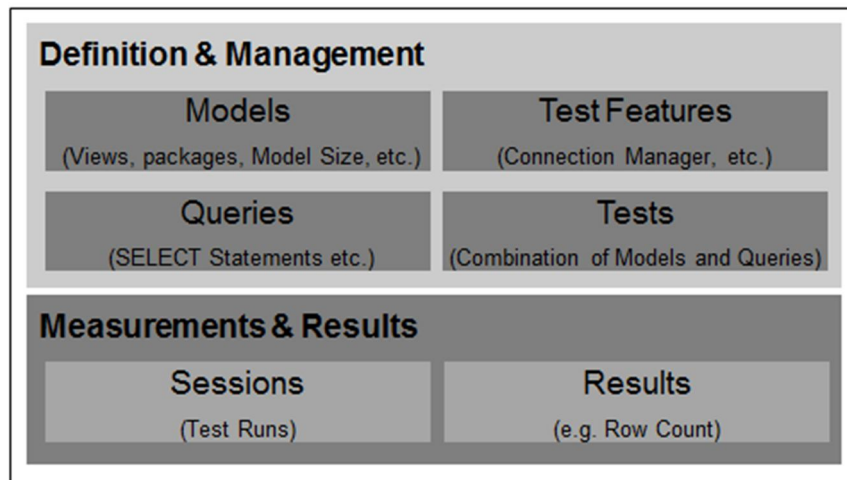 Definition & Management
Models
(Views, packages, Model Size, etc.)
Test Features
(Connection Manager, etc.)
Queries
(SELECT Statements etc.)
Tests
(Combination of Models and Queries)
Measurements & Results
Sessions
(Test Runs)
Results
(e.g. Row Count)